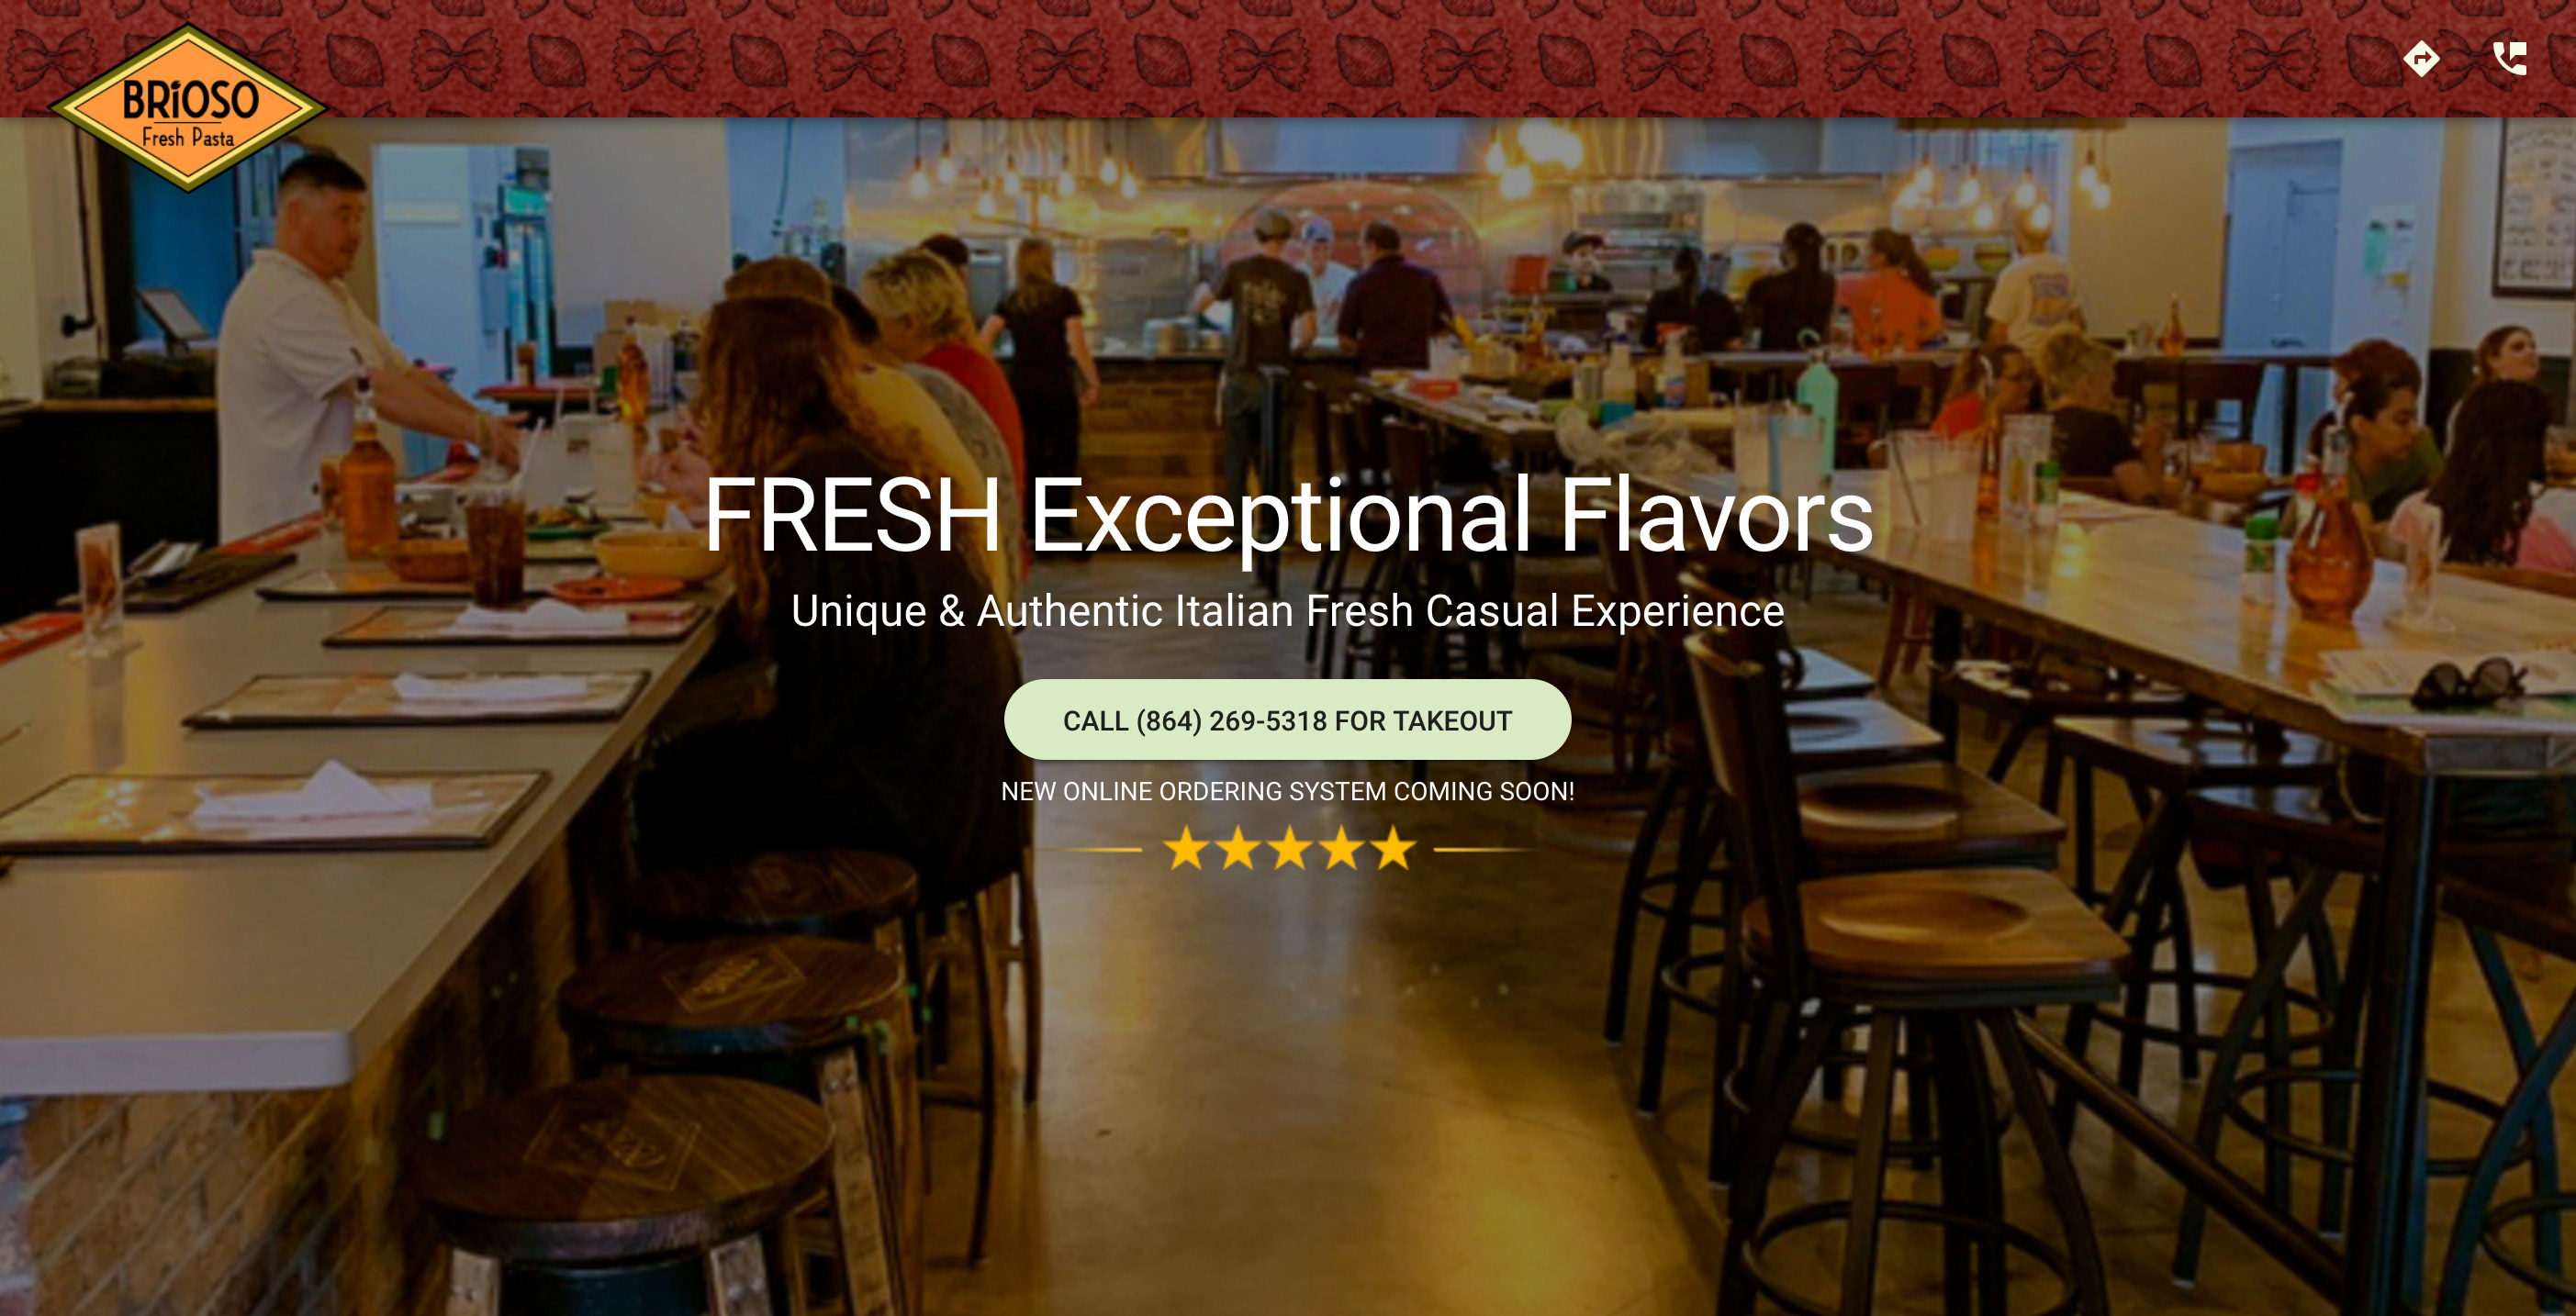 BRiOSO
Fresh Pasta
FRESH Exceptional Flavors
Unique & Authentic Italian Fresh Casual Experience
CALL (864) 269-5318 FOR TAKEOUT
NEW ONLINE ORDERING SYSTEM COMING SOON!